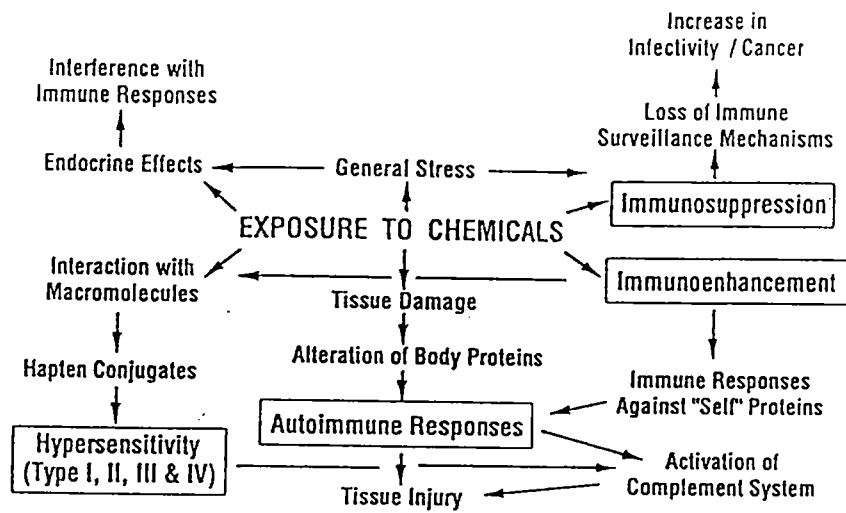 Increase in
Infectivity / Cancer
Interference with
Immune Responses
Loss of Immune
Surveillance Mechanisms
Endocrine Effects
General Stress
Immunosuppression
EXPOSURE TO CHEMICALS
Interaction with
Macromolecules
Immunoenhancement
Tissue Damage
Hapten Conjugates
Alteration of Body Proteins
Immune Responses
Against "Self" Proteins
Autoimmune Responses
Hypersensitivity
(Type I, II, III & IV)
Activation of
Complement System
Tissue Injury